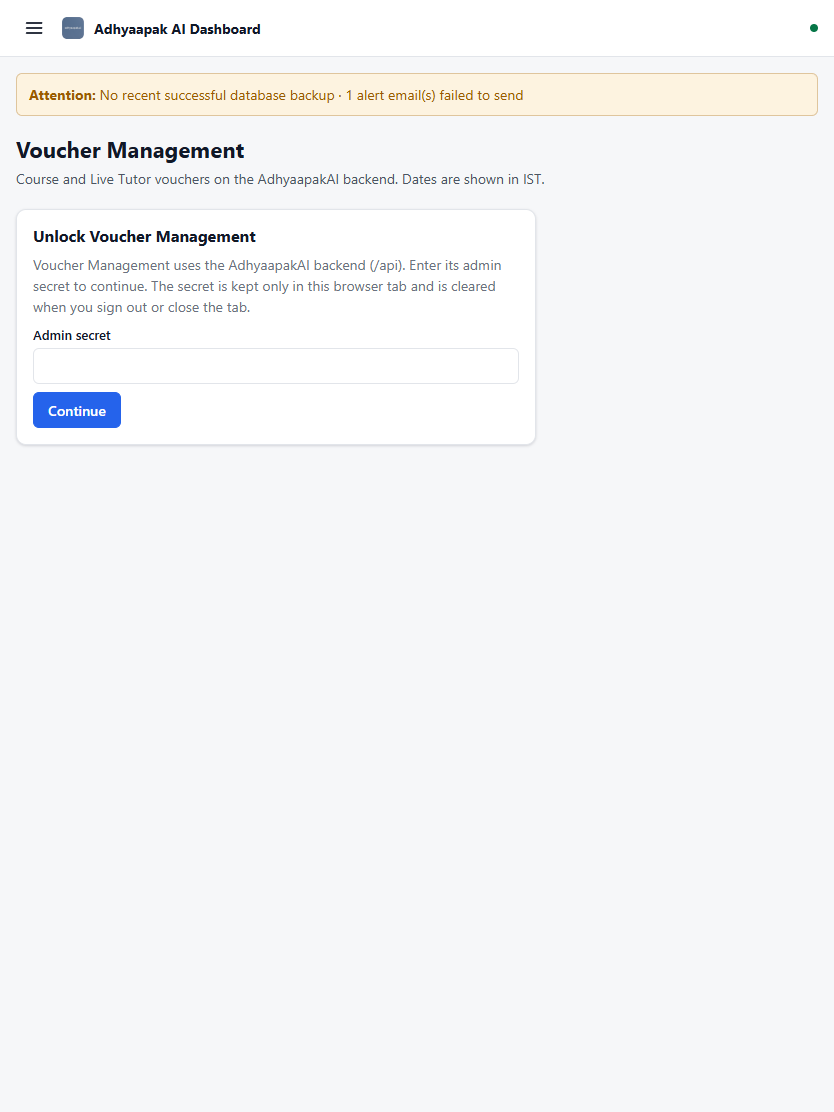 Adhyaapak AI Dashboard
Attention: No recent successful database backup · 1 alert email(s) failed to send
Voucher Management
Course and Live Tutor vouchers on the AdhyaapakAI backend. Dates are shown in IST.
Unlock Voucher Management
Voucher Management uses the AdhyaapakAI backend (/api). Enter its admin
secret to continue. The secret is kept only in this browser tab and is cleared
when you sign out or close the tab.
Admin secret
Continue